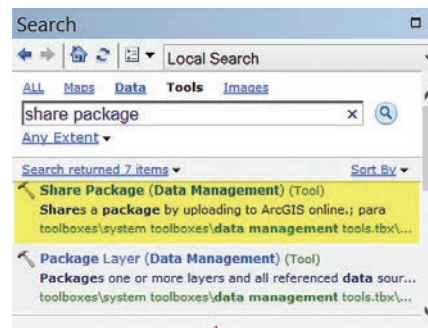 Search
Local Search
ALL Maps Data Tools Images
share package
Any Extent
Search returned 7 items Sort By
Share Package (Data Management) (Tool)
Shares a package by uploading to ArcGIS online.; para
toolboxes\system toolboxes\data management tools.tbx\...
Package Layer (Data Management) (Tool)
Packages one or more layers and all referenced data sour...
toolboxes\system toolboxes\data management tools.tbx\...